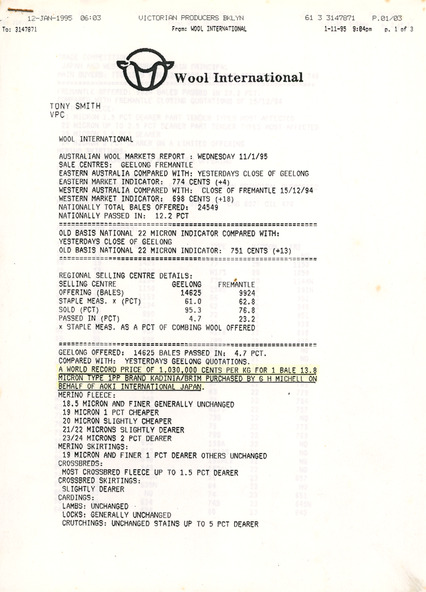 12-JAN-1995 06:03 VICTORIAN PRODUCERS BKLYN 61 3 3147871 P.01/03
To: 3147871 From: WOOL INTERNATIONAL 1-11-95 9:04pm p. 1 of 3
Wool International
TONY SMITH
VPC
WOOL INTERNATIONAL
AUSTRALIAN WOOL MARKETS REPORT : WEDNESDAY 11/1/95
SALE CENTRES: GEELONG FREMANTLE
EASTERN AUSTRALIA COMPARED WITH: YESTERDAYS CLOSE OF GEELONG
EASTERN MARKET INDICATOR: 774 CENTS (+4)
WESTERN AUSTRALIA COMPARED WITH: CLOSE OF FREMANTLE 15/12/94
WESTERN MARKET INDICATOR: 698 CENTS (+18)
NATIONALLY TOTAL BALES OFFERED: 24549
NATIONALLY PASSED IN: 12.2 PCT
OLD BASIS NATIONAL 22 MICRON INDICATOR COMPARED WITH:
YESTERDAYS CLOSE OF GEELONG
OLD BASIS NATIONAL 22 MICRON INDICATOR: 751 CENTS (+13)
REGIONAL SELLING CENTRE DETAILS:
SELLING CENTRE GEELONG FREMANTLE
OFFERING (BALES) 14625 9924
STAPLE MEAS. x (PCT) 61.0 62.8
SOLD (PCT) 95.3 76.8
PASSED IN (PCT) 4.7 23.2
x STAPLE MEAS. AS A PCT OF COMBING WOOL OFFERED
GEELONG OFFERED: 14625 BALES PASSED IN: 4.7 PCT.
COMPARED WITH: YESTERDAYS GEELONG QUOTATIONS.
A WORLD RECORD PRICE OF 1,030,000 CENTS PER KG FOR 1 BALE 13.8
MICRON TYPE 1PP BRAND KADINIA/BRIM PURCHASED BY G H MICHELL ON
BEHALF OF AOKI INTERNATIONAL JAPAN.
MERINO FLEECE:
18.5 MICRON AND FINER GENERALLY UNCHANGED
19 MICRON 1 PCT CHEAPER
20 MICRON SLIGHTLY CHEAPER
21/22 MICRONS SLIGHTLY DEARER
23/24 MICRONS 2 PCT DEARER
MERINO SKIRTINGS:
19 MICRON AND FINER 1 PCT DEARER OTHERS UNCHANGED
CROSSBREDS:
MOST CROSSBRED FLEECE UP TO 1.5 PCT DEARER
CROSSBRED SKIRTINGS:
SLIGHTLY DEARER
CARDINGS:
LAMBS: UNCHANGED
LOCKS: GENERALLY UNCHANGED
CRUTCHINGS: UNCHANGED STAINS UP TO 5 PCT DEARER